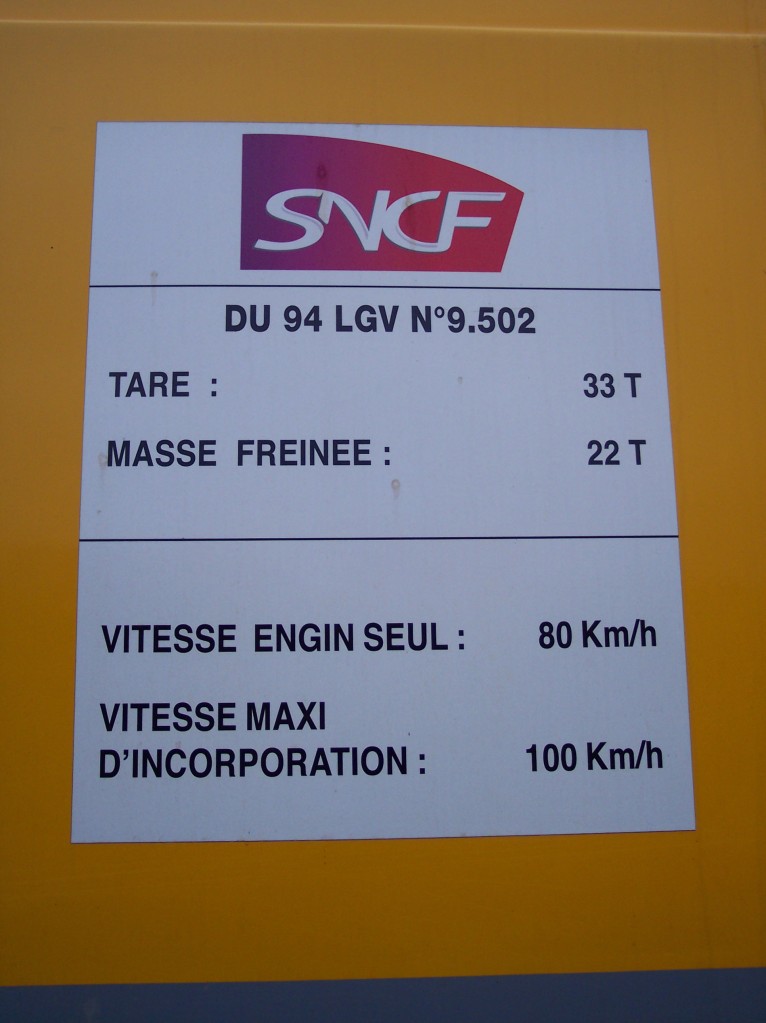 SNCF
DU 94 LGV N°9.502
TARE : 33 T
MASSE FREINEE : 22 T
VITESSE ENGIN SEUL : 80 Km/h
VITESSE MAXI
D'INCORPORATION : 100 Km/h